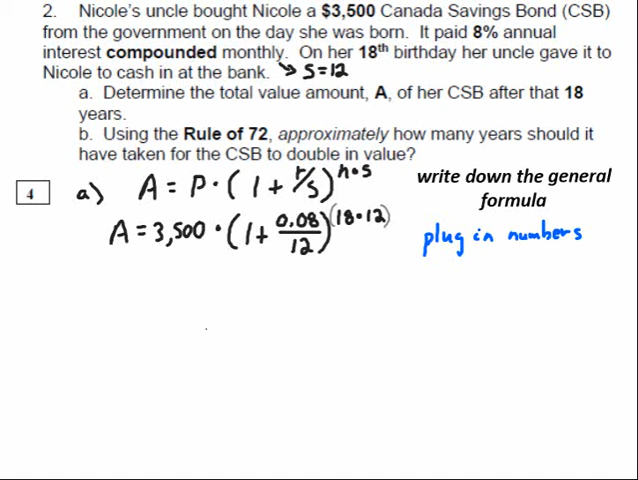 2. Nicole's uncle bought Nicole a $3,500 Canada Savings Bond (CSB)
from the government on the day she was born. It paid 8% annual
interest compounded monthly. On her 18th birthday her uncle gave it to
Nicole to cash in at the bank. ↘ s=12
a. Determine the total value amount, A, of her CSB after that 18
years.
b. Using the Rule of 72, approximately how many years should it
have taken for the CSB to double in value?
4 a) A = P·(1 + r/s)^n·s write down the general
formula
A = 3,500 · (1 + 0.08/12)^(18·12) plug in numbers